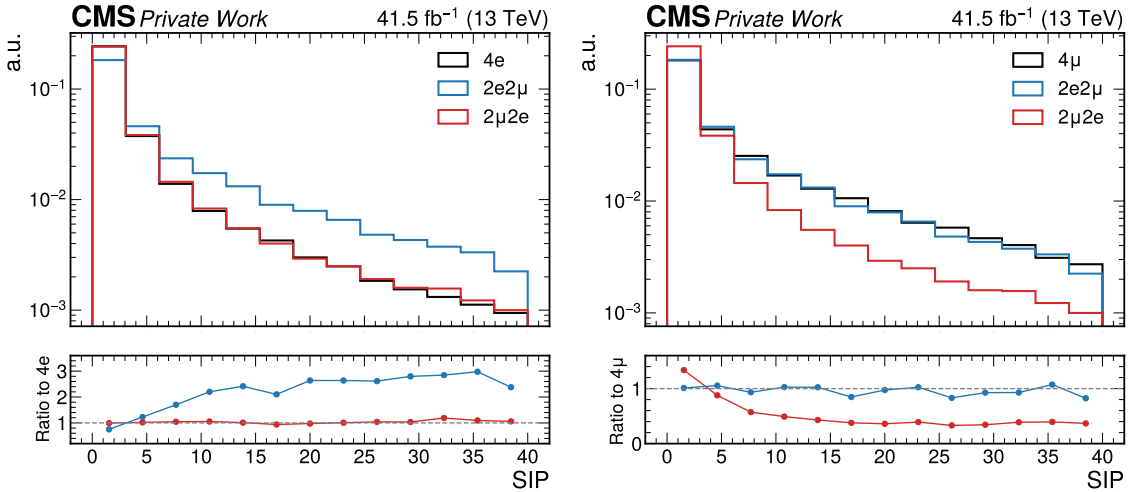 CMS Private Work 41.5 fb⁻¹ (13 TeV)
a.u.
4e
2e2μ
2μ2e
10⁻¹
10⁻²
10⁻³
Ratio to 4e
3
2
1
0 5 10 15 20 25 30 35 40
SIP
CMS Private Work 41.5 fb⁻¹ (13 TeV)
a.u.
4μ
2e2μ
2μ2e
10⁻¹
10⁻²
10⁻³
Ratio to 4μ
1
0
0 5 10 15 20 25 30 35 40
SIP